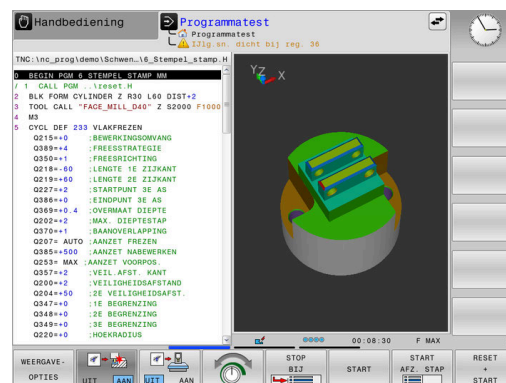 Handbediening
Programmatest
Programmatest
IJlg.sn. dicht bij reg. 36
TNC:\nc_prog\demo\Schwen…\6_Stempel_stamp.H
0 BEGIN PGM 6_STEMPEL_STAMP MM
/ 1 CALL PGM ..\reset.H
2 BLK FORM CYLINDER Z R30 L60 DIST+2
3 TOOL CALL "FACE_MILL_D40" Z S2000 F1000
4 M3
5 CYCL DEF 233 VLAKFREZEN
Q215=+0 ;BEWERKINGSOMVANG
Q389=+4 ;FREESSTRATEGIE
Q350=+1 ;FREESRICHTING
Q218=-60 ;LENGTE 1E ZIJKANT
Q219=+60 ;LENGTE 2E ZIJKANT
Q227=+2 ;STARTPUNT 3E AS
Q386=+0 ;EINDPUNT 3E AS
Q369=+0.4 ;OVERMAAT DIEPTE
Q202=+2 ;MAX. DIEPTESTAP
Q370=+1 ;BAANOVERLAPPING
Q207= AUTO ;AANZET FREZEN
Q385=+500 ;AANZET NABEWERKEN
Q253= MAX ;AANZET VOORPOS.
Q357=+2 ;VEIL.AFST. KANT
Q200=+2 ;VEILIGHEIDSAFSTAND
Q204=+50 ;2E VEILIGHEIDSAFST.
Q347=+0 ;1E BEGRENZING
Q348=+0 ;2E BEGRENZING
Q349=+0 ;3E BEGRENZING
Q220=+0 ;HOEKRADIUS
Y Z X
00:08:30 F MAX
WEERGAVE-
OPTIES
UIT AAN
UIT AAN
STOP
BIJ
START
START
AFZ. STAP
RESET
+
START